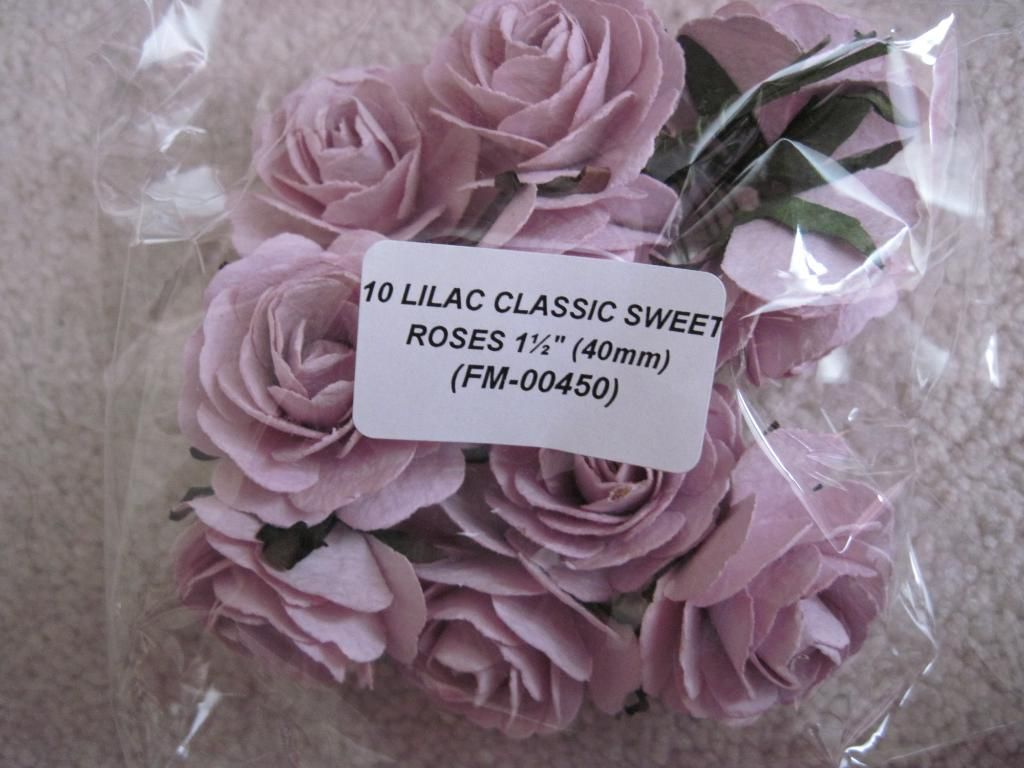 10 LILAC CLASSIC SWEET
ROSES 1½" (40mm)
(FM-00450)